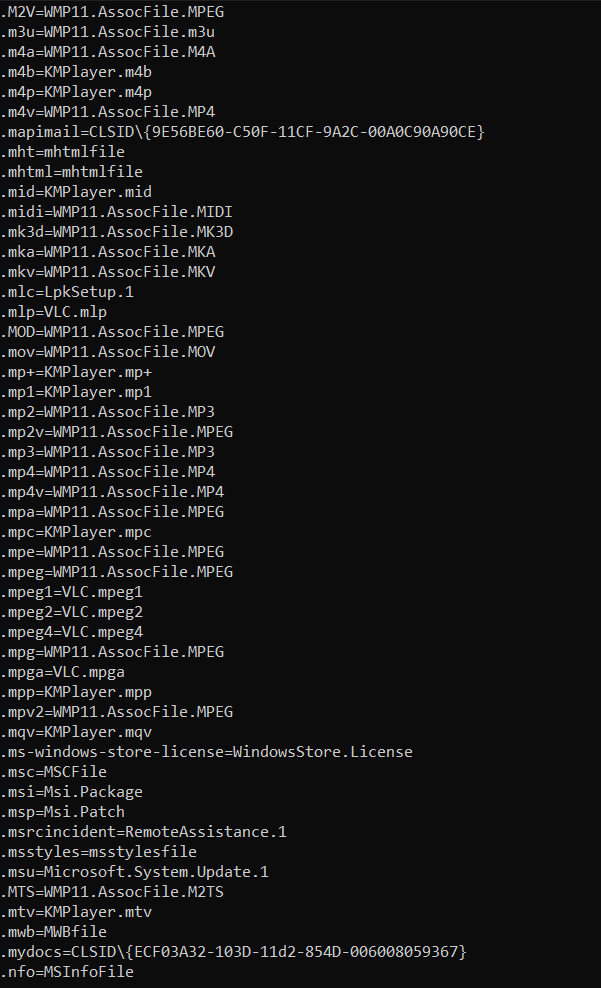 .M2V=WMP11.AssocFile.MPEG
.m3u=WMP11.AssocFile.m3u
.m4a=WMP11.AssocFile.M4A
.m4b=KMPlayer.m4b
.m4p=KMPlayer.m4p
.m4v=WMP11.AssocFile.MP4
.mapimail=CLSID\{9E56BE60-C50F-11CF-9A2C-00A0C90A90CE}
.mht=mhtmlfile
.mhtml=mhtmlfile
.mid=KMPlayer.mid
.midi=WMP11.AssocFile.MIDI
.mk3d=WMP11.AssocFile.MK3D
.mka=WMP11.AssocFile.MKA
.mkv=WMP11.AssocFile.MKV
.mlc=LpkSetup.1
.mlp=VLC.mlp
.MOD=WMP11.AssocFile.MPEG
.mov=WMP11.AssocFile.MOV
.mp+=KMPlayer.mp+
.mp1=KMPlayer.mp1
.mp2=WMP11.AssocFile.MP3
.mp2v=WMP11.AssocFile.MPEG
.mp3=WMP11.AssocFile.MP3
.mp4=WMP11.AssocFile.MP4
.mp4v=WMP11.AssocFile.MP4
.mpa=WMP11.AssocFile.MPEG
.mpc=KMPlayer.mpc
.mpe=WMP11.AssocFile.MPEG
.mpeg=WMP11.AssocFile.MPEG
.mpeg1=VLC.mpeg1
.mpeg2=VLC.mpeg2
.mpeg4=VLC.mpeg4
.mpg=WMP11.AssocFile.MPEG
.mpga=VLC.mpga
.mpp=KMPlayer.mpp
.mpv2=WMP11.AssocFile.MPEG
.mqv=KMPlayer.mqv
.ms-windows-store-license=WindowsStore.License
.msc=MSCFile
.msi=Msi.Package
.msp=Msi.Patch
.msrcincident=RemoteAssistance.1
.msstyles=msstylesfile
.msu=Microsoft.System.Update.1
.MTS=WMP11.AssocFile.M2TS
.mtv=KMPlayer.mtv
.mwb=MWBfile
.mydocs=CLSID\{ECF03A32-103D-11d2-854D-006008059367}
.nfo=MSInfoFile